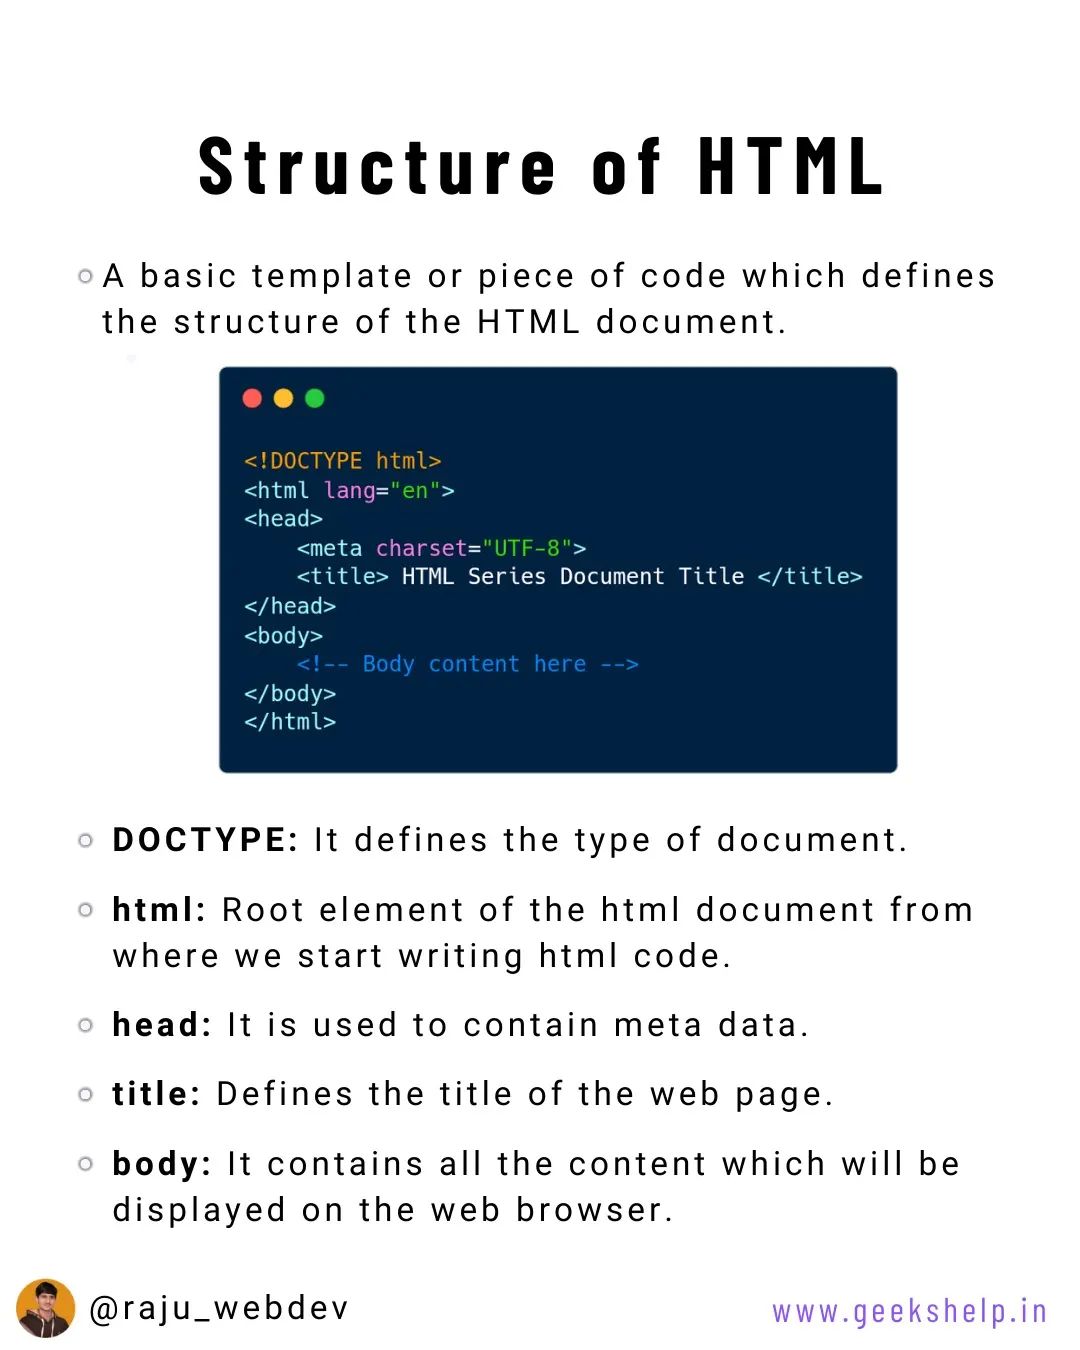 Structure of HTML
A basic template or piece of code which defines
the structure of the HTML document.
<!DOCTYPE html>
<html lang="en">
<head>
    <meta charset="UTF-8">
    <title> HTML Series Document Title </title>
</head>
<body>
    <!-- Body content here -->
</body>
</html>
DOCTYPE: It defines the type of document.
html: Root element of the html document from
where we start writing html code.
head: It is used to contain meta data.
title: Defines the title of the web page.
body: It contains all the content which will be
displayed on the web browser.
@raju_webdev
www.geekshelp.in